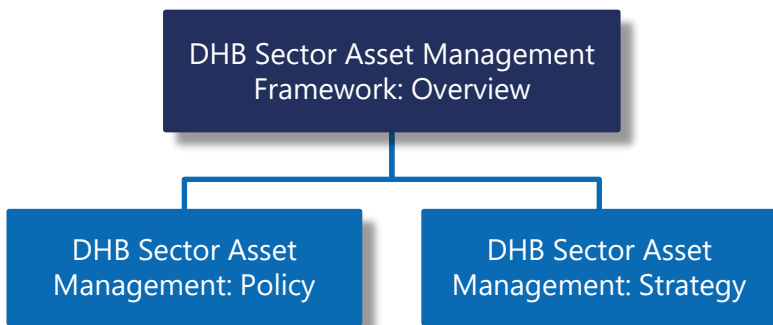 DHB Sector Asset Management
Framework: Overview
DHB Sector Asset
Management: Policy
DHB Sector Asset
Management: Strategy